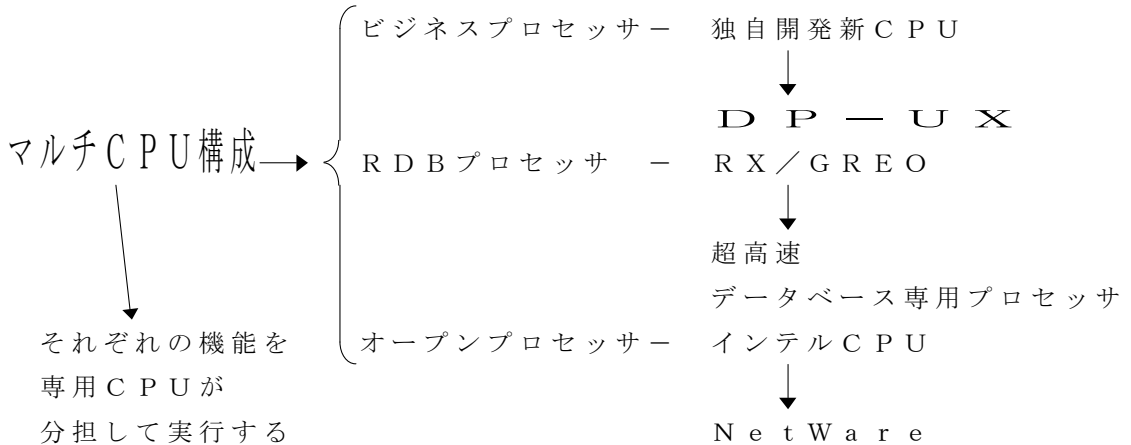 ビジネスプロセッサー 独自開発新ＣＰＵ
ＤＰ－ＵＸ
マルチＣＰＵ構成
ＲＤＢプロセッサ － ＲＸ／ＧＲＥＯ
超高速
データベース専用プロセッサ
オープンプロセッサー インテルＣＰＵ
それぞれの機能を
専用ＣＰＵが
分担して実行する
ＮｅｔＷａｒｅ